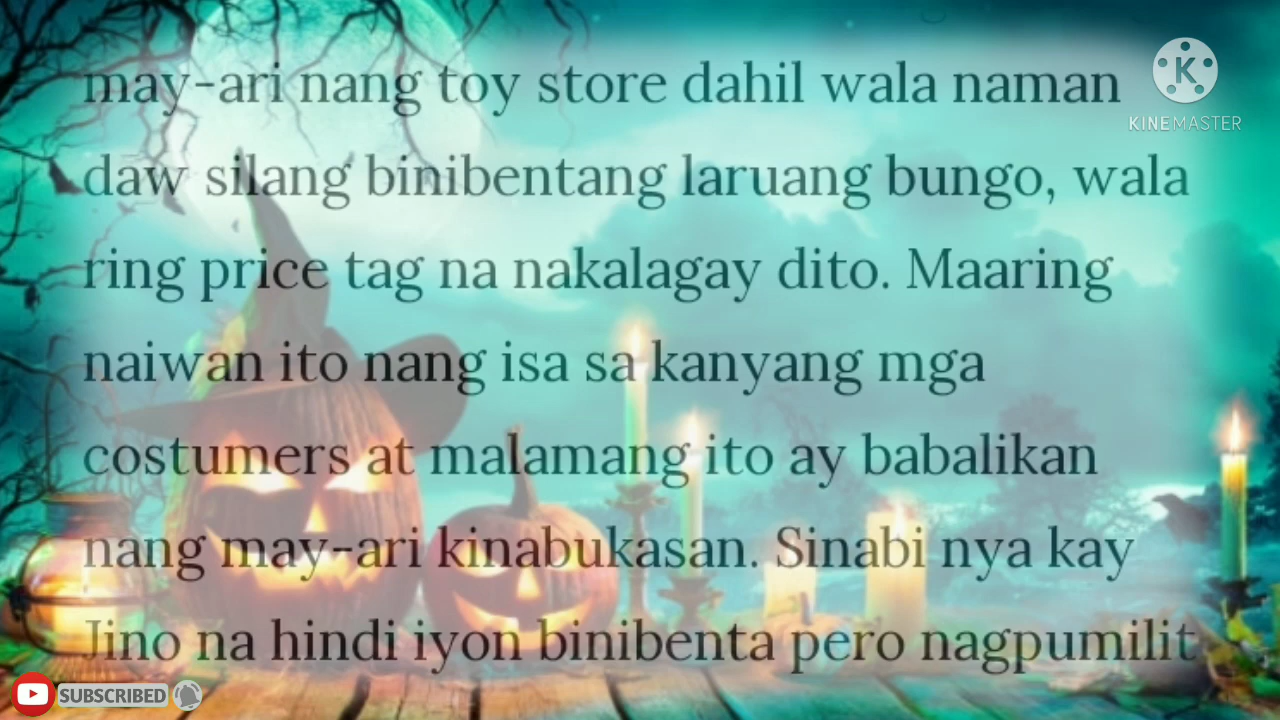 may-ari nang toy store dahil wala naman
daw silang binibentang laruang bungo, wala
ring price tag na nakalagay dito. Maaring
naiwan ito nang isa sa kanyang mga
costumers at malamang ito ay babalikan
nang may-ari kinabukasan. Sinabi nya kay
Jino na hindi iyon binibenta pero nagpumilit
K
KINEMASTER
SUBSCRIBED